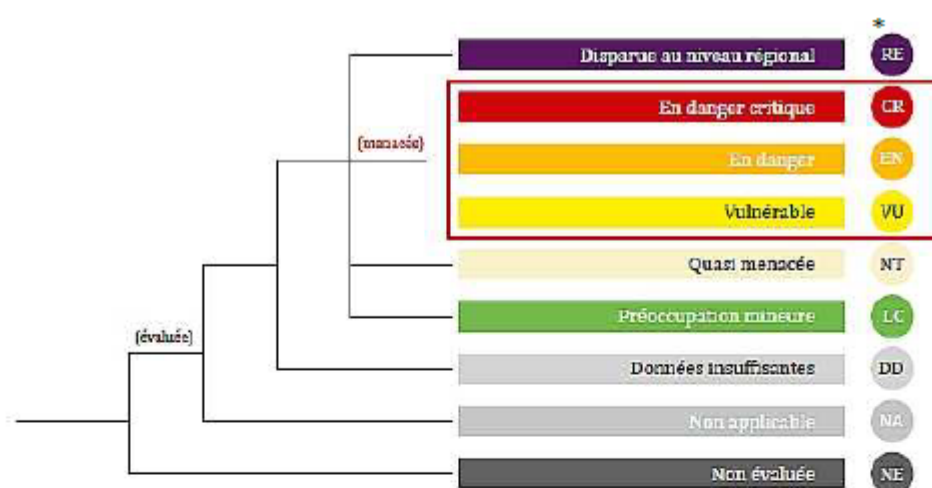 *
Disparus au niveau régional RE
En danger critique CR
(menacée)
En danger EN
Vulnérable VU
Quasi menacée NT
Préoccupation mineure LC
(évaluée)
Données insuffisantes DD
Non applicable NA
Non évaluée NE